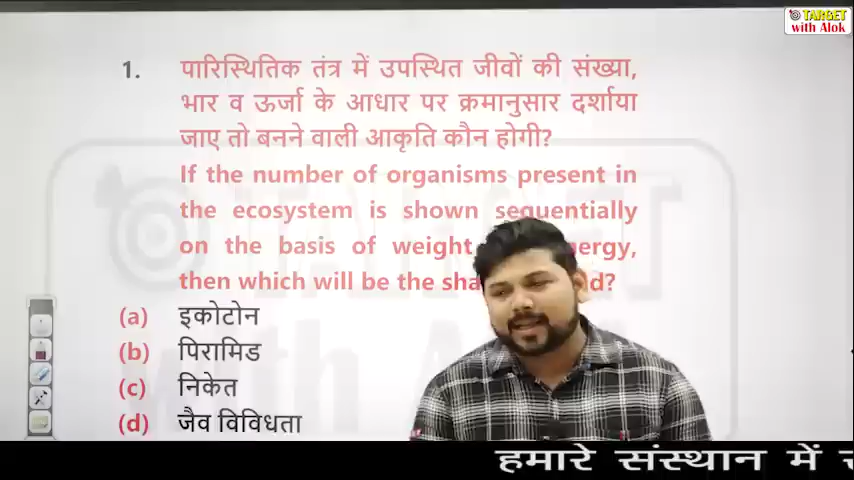 TARGET
with Alok
1. पारिस्थितिक तंत्र में उपस्थित जीवों की संख्या,
भार व ऊर्जा के आधार पर क्रमानुसार दर्शाया
जाए तो बनने वाली आकृति कौन होगी?
If the number of organisms present in
the ecosystem is shown sequentially
on the basis of weight
then which will be the
(a) इकोटोन
(b) पिरामिड
(c) निकेत
(d) जैव विविधता
हमारे संस्थान में